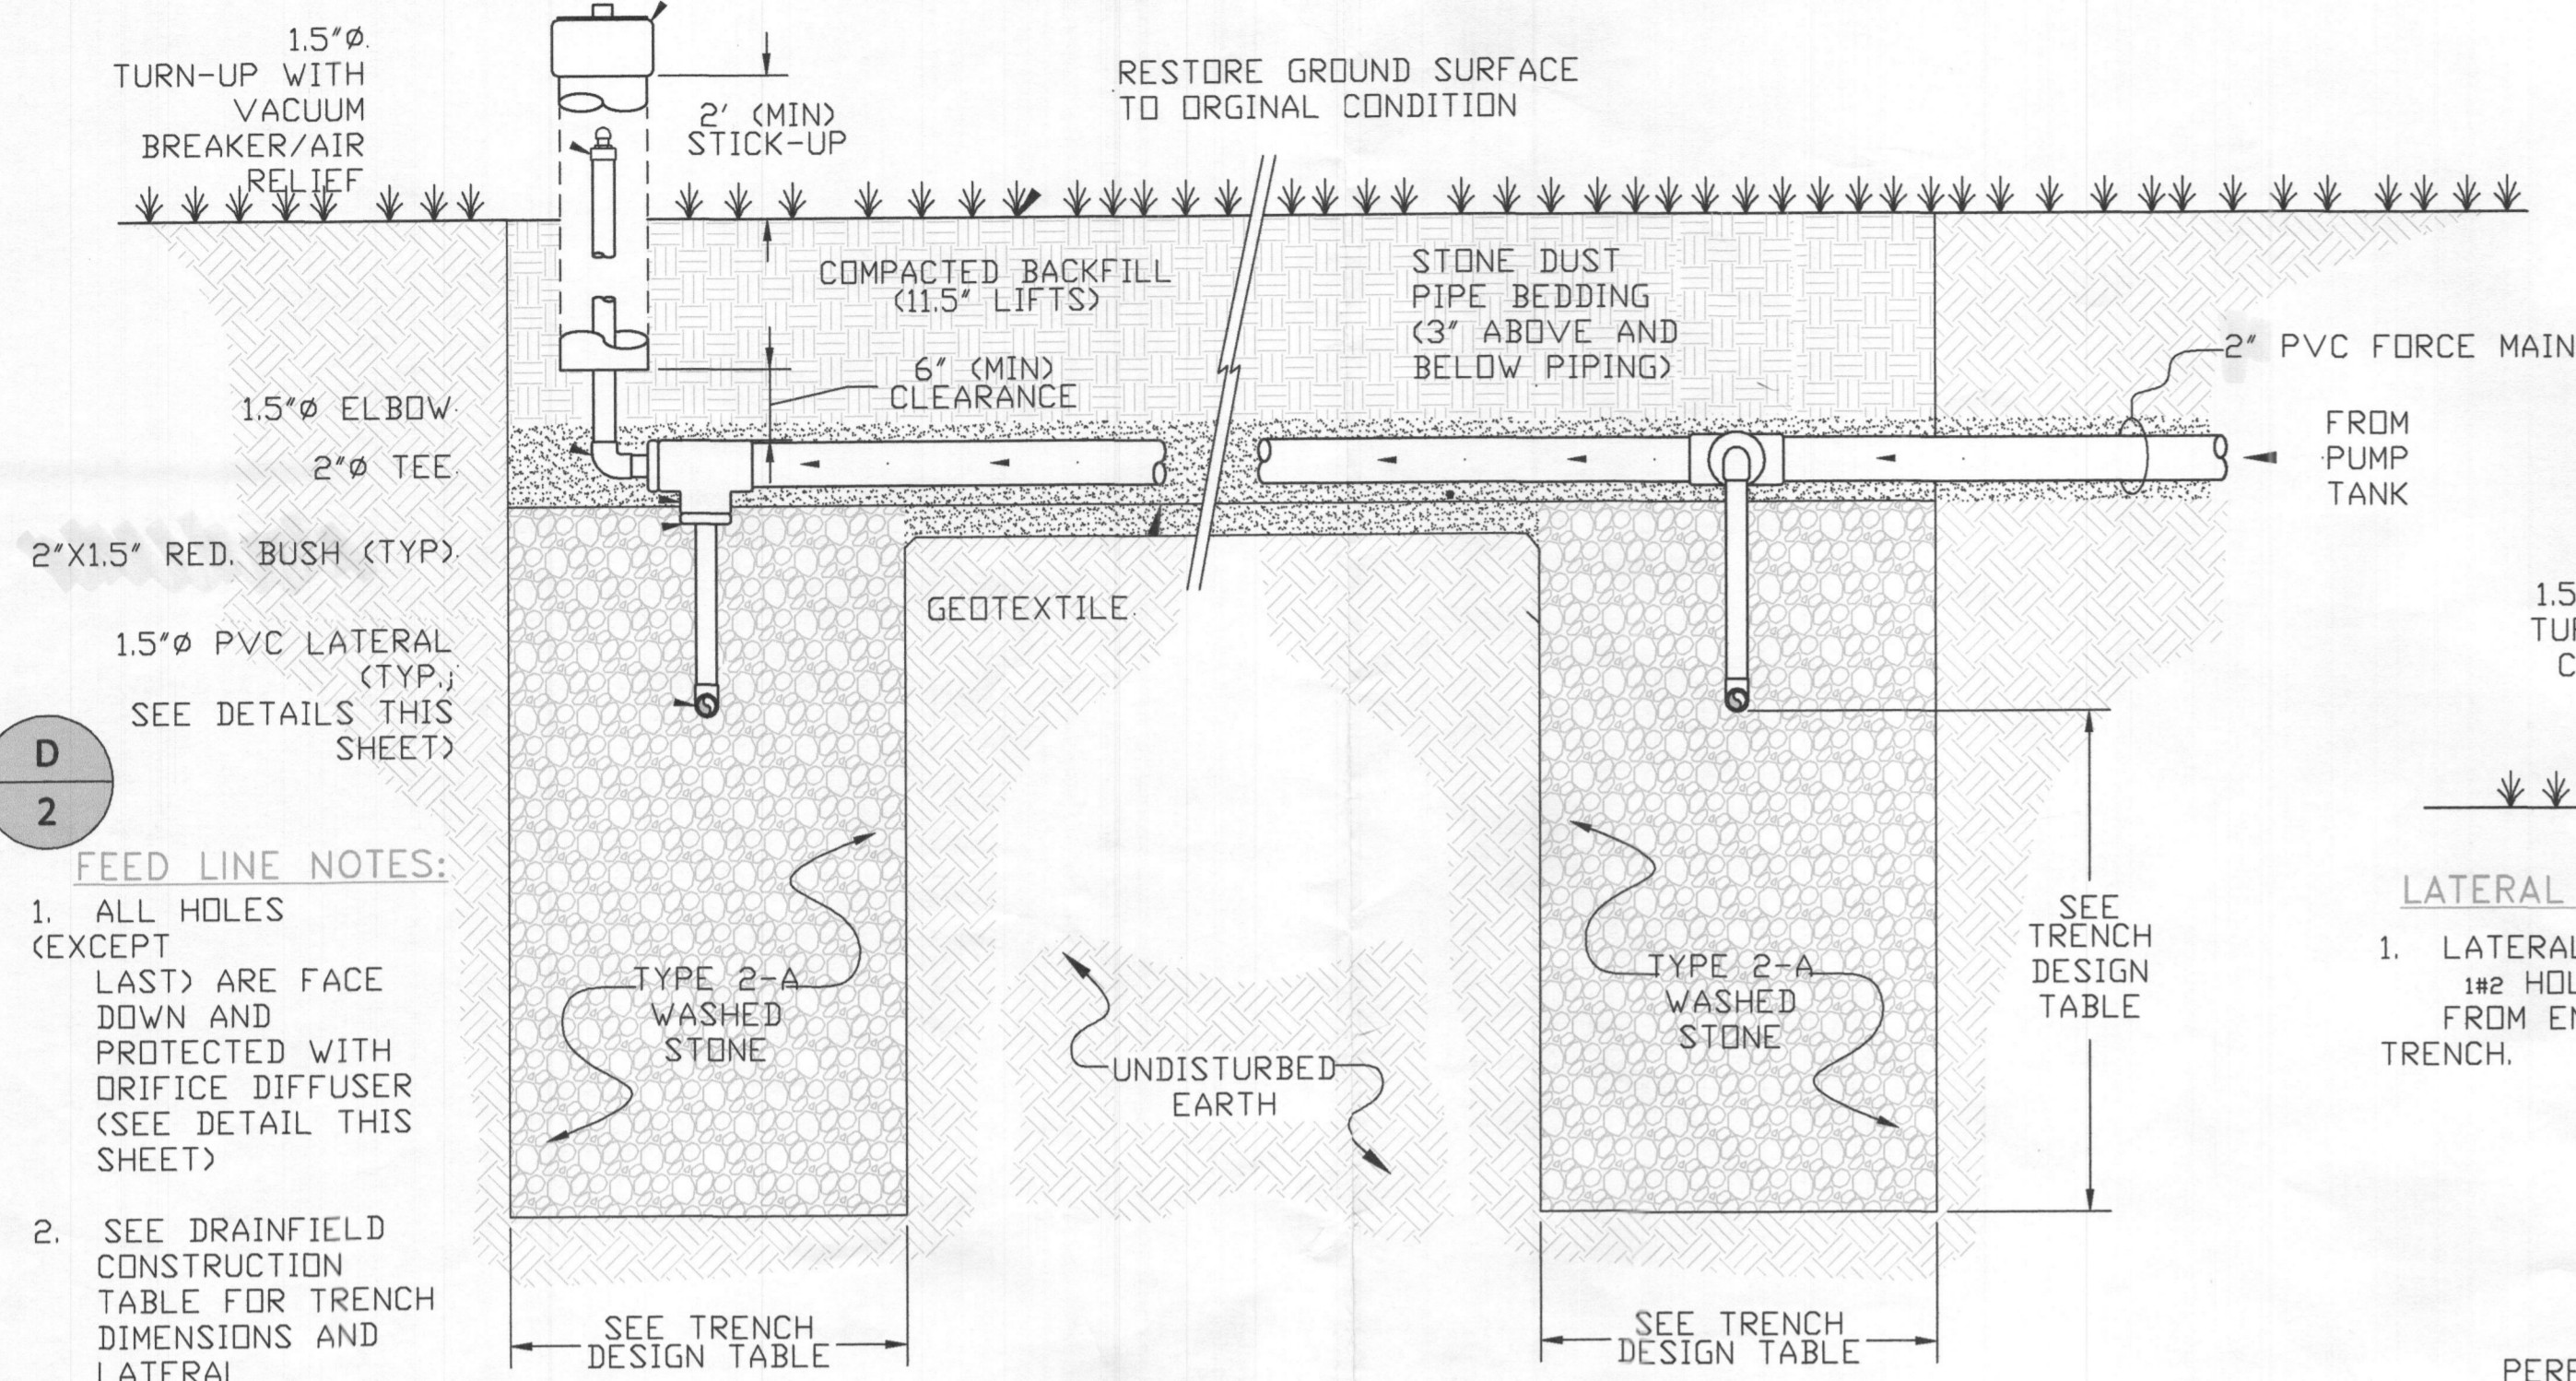 1.5"Ø
TURN-UP WITH
VACUUM
BREAKER/AIR
RELIEF
2' (MIN)
STICK-UP
RESTORE GROUND SURFACE
TO ORGINAL CONDITION
COMPACTED BACKFILL
(11.5" LIFTS)
STONE DUST
PIPE BEDDING
(3" ABOVE AND
BELOW PIPING)
6" (MIN)
CLEARANCE
2" PVC FORCE MAIN
FROM
PUMP
TANK
1.5"Ø ELBOW
2"Ø TEE
2"X1.5" RED. BUSH (TYP)
1.5"Ø PVC LATERAL
(TYP.;
SEE DETAILS THIS
SHEET)
GEOTEXTILE
D
2
FEED LINE NOTES:
1. ALL HOLES
(EXCEPT
LAST) ARE FACE
DOWN AND
PROTECTED WITH
ORIFICE DIFFUSER
(SEE DETAIL THIS
SHEET)
2. SEE DRAINFIELD
CONSTRUCTION
TABLE FOR TRENCH
DIMENSIONS AND
LATERAL
TYPE 2-A
WASHED
STONE
UNDISTURBED
EARTH
TYPE 2-A
WASHED
STONE
SEE
TRENCH
DESIGN
TABLE
SEE TRENCH
DESIGN TABLE
SEE TRENCH
DESIGN TABLE
1.5
LATERAL
1. LATERAL
1#2
FROM
TRENCH.